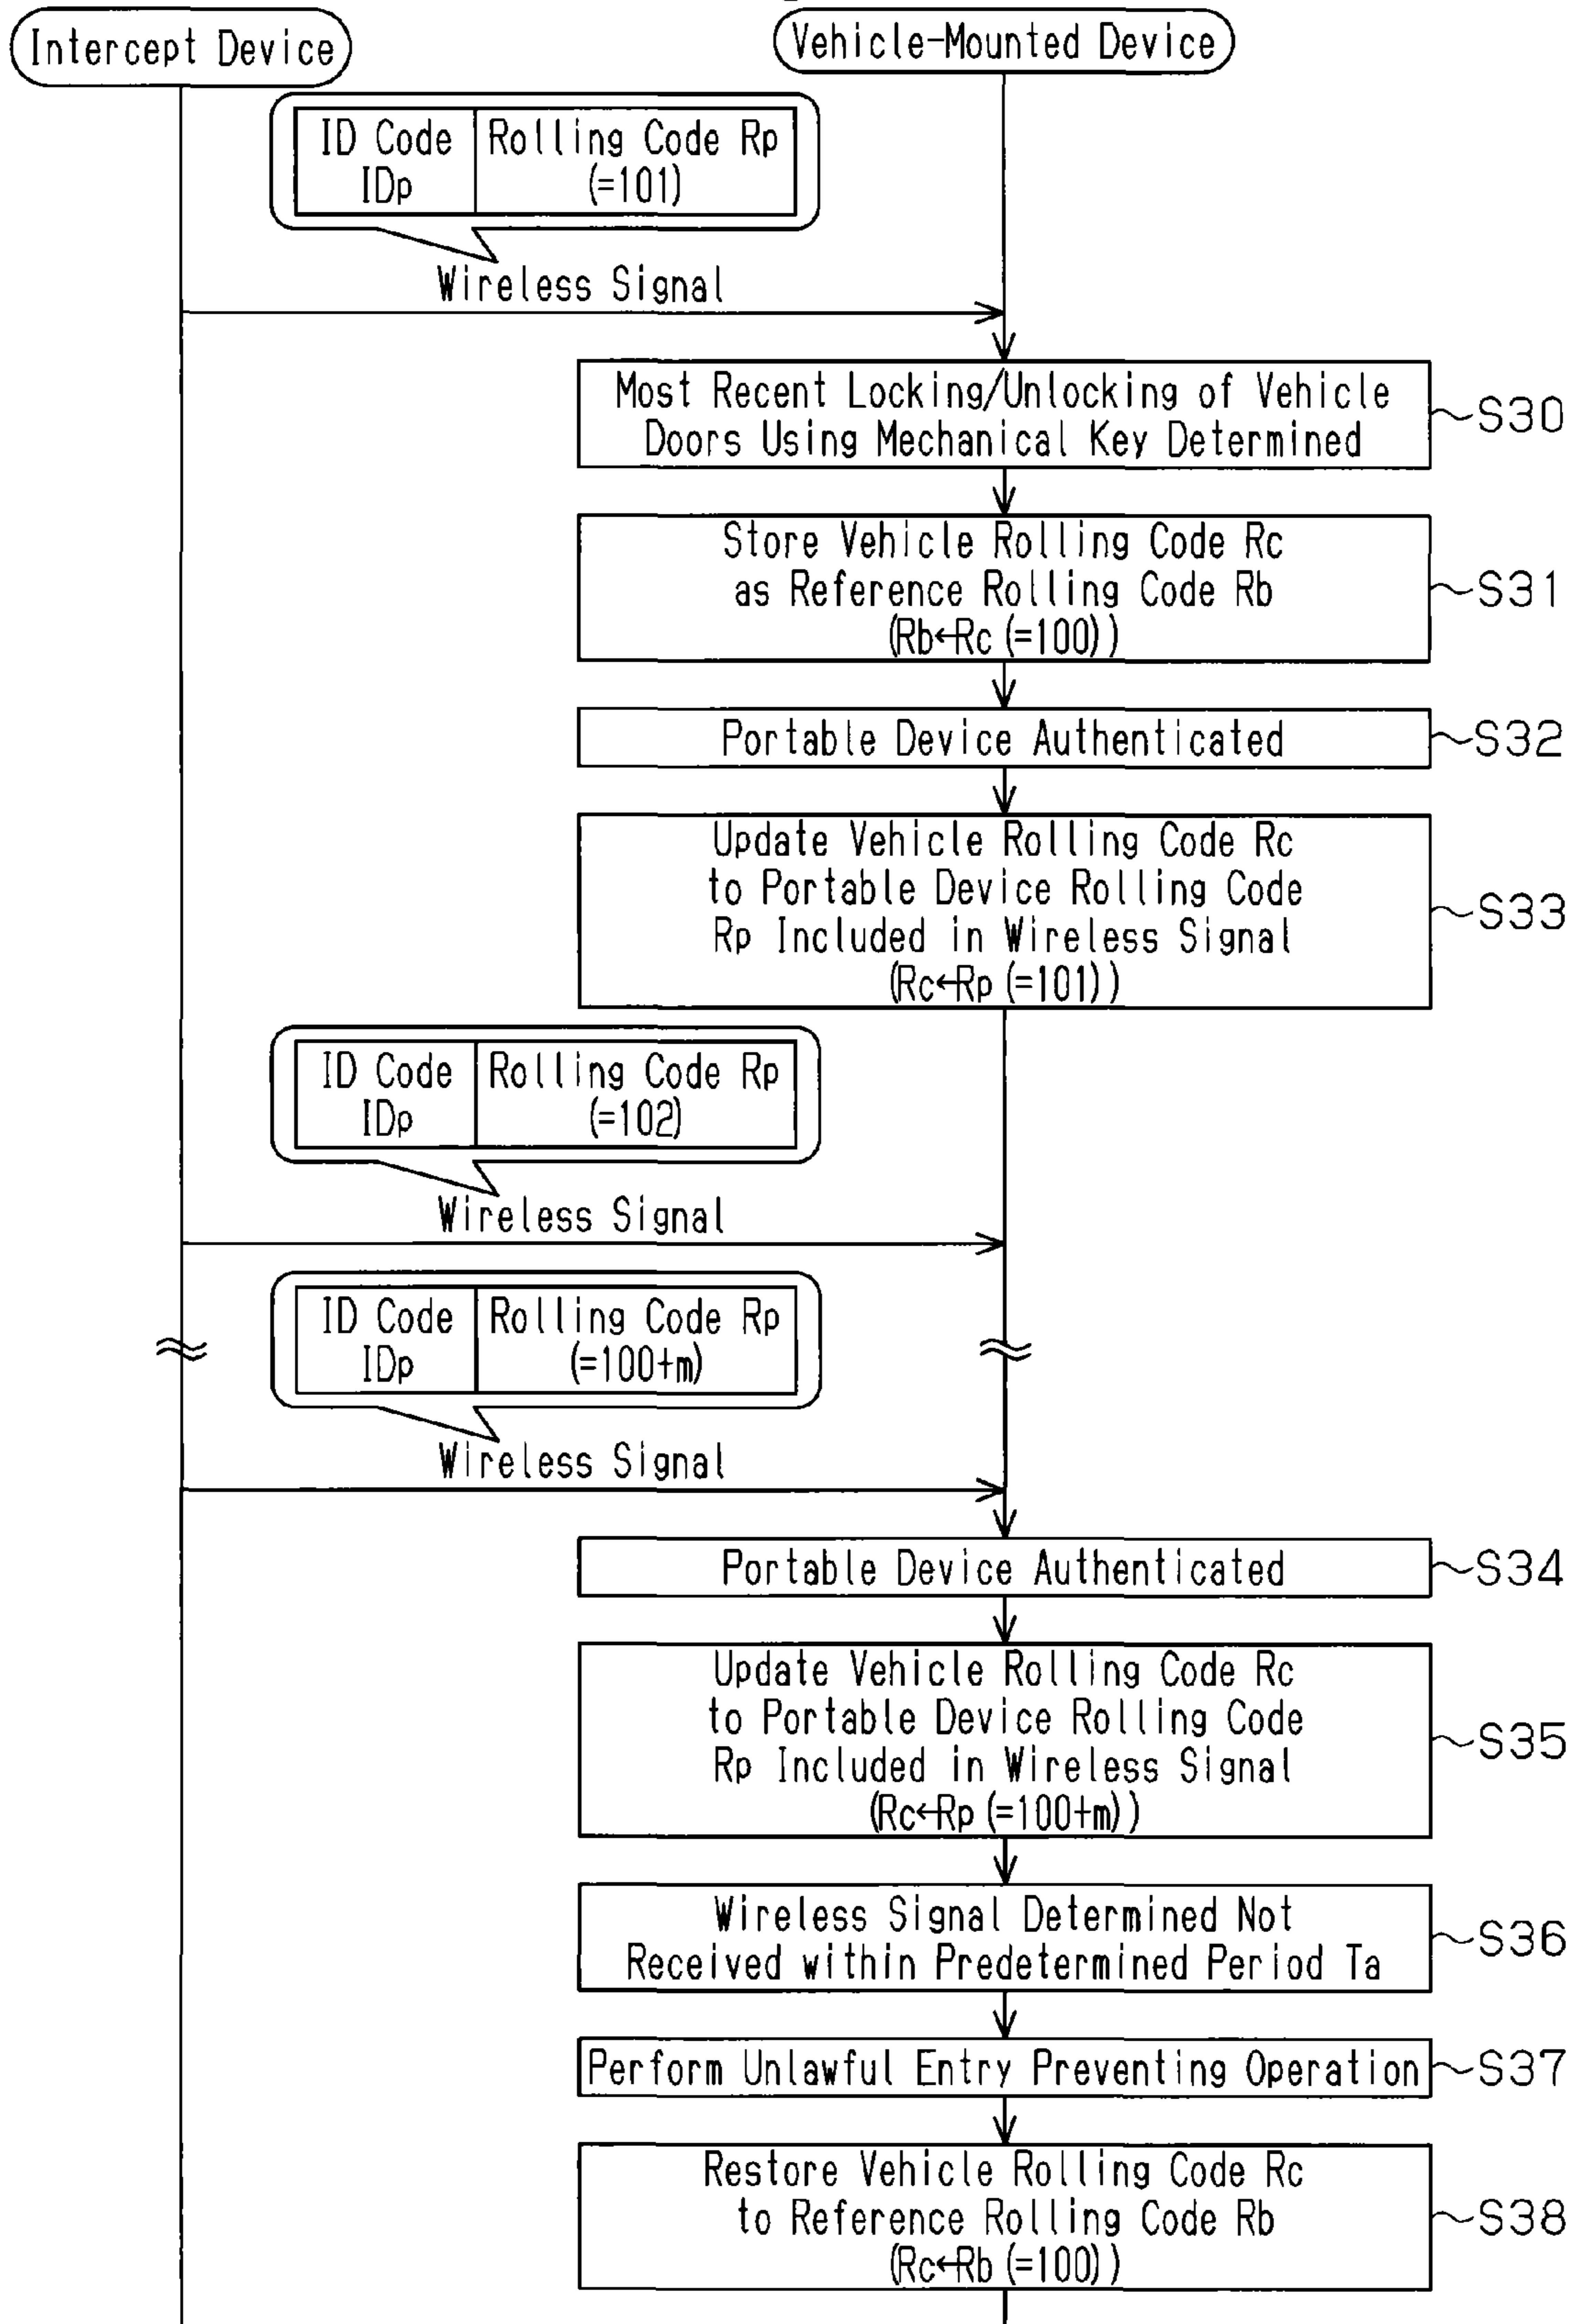 Intercept Device
Vehicle-Mounted Device
ID Code
IDp
Rolling Code Rp
(=101)
Wireless Signal
Most Recent Locking/Unlocking of Vehicle
Doors Using Mechanical Key Determined
S30
Store Vehicle Rolling Code Rc
as Reference Rolling Code Rb
(Rb←Rc (=100))
S31
Portable Device Authenticated
S32
Update Vehicle Rolling Code Rc
to Portable Device Rolling Code
Rp Included in Wireless Signal
(Rc←Rp (=101))
S33
ID Code
IDp
Rolling Code Rp
(=102)
Wireless Signal
ID Code
IDp
Rolling Code Rp
(=100+m)
Wireless Signal
Portable Device Authenticated
S34
Update Vehicle Rolling Code Rc
to Portable Device Rolling Code
Rp Included in Wireless Signal
(Rc←Rp (=100+m))
S35
Wireless Signal Determined Not
Received within Predetermined Period Ta
S36
Perform Unlawful Entry Preventing Operation
S37
Restore Vehicle Rolling Code Rc
to Reference Rolling Code Rb
(Rc←Rb (=100))
S38